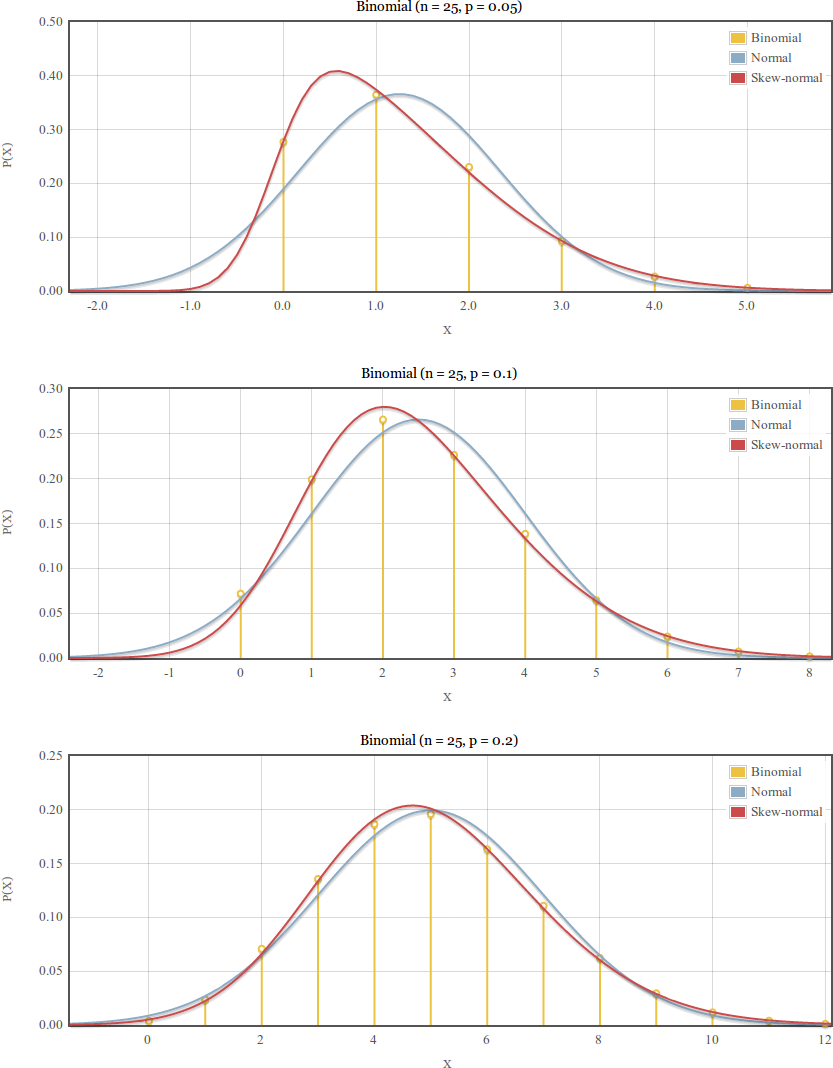 Binomial (n = 25, p = 0.05)
0.50
0.40
0.30
0.20
0.10
0.00
P(X)
Binomial
Normal
Skew-normal
-2.0 -1.0 0.0 1.0 2.0 3.0 4.0 5.0
X
Binomial (n = 25, p = 0.1)
0.30
0.25
0.20
0.15
0.10
0.05
0.00
P(X)
Binomial
Normal
Skew-normal
-2 -1 0 1 2 3 4 5 6 7 8
X
Binomial (n = 25, p = 0.2)
0.25
0.20
0.15
0.10
0.05
0.00
P(X)
Binomial
Normal
Skew-normal
0 2 4 6 8 10 12
X